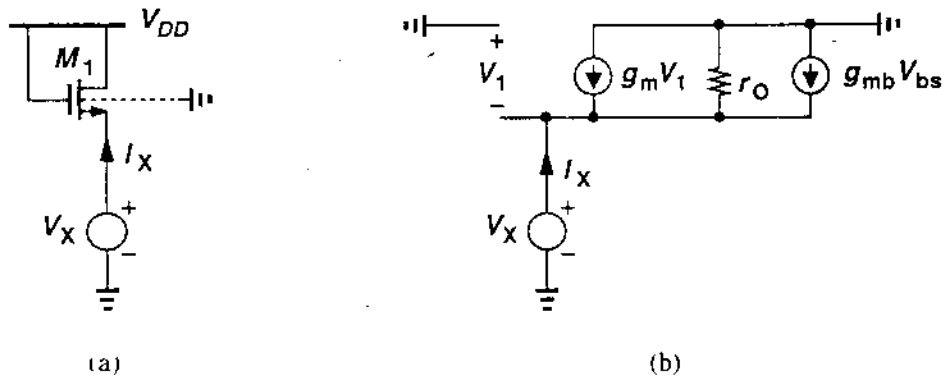 V_DD
M_1
I_X
V_X
+
−
(a)
+
V_1
−
g_m V_1
r_O
g_mb V_bs
I_X
V_X
+
−
(b)